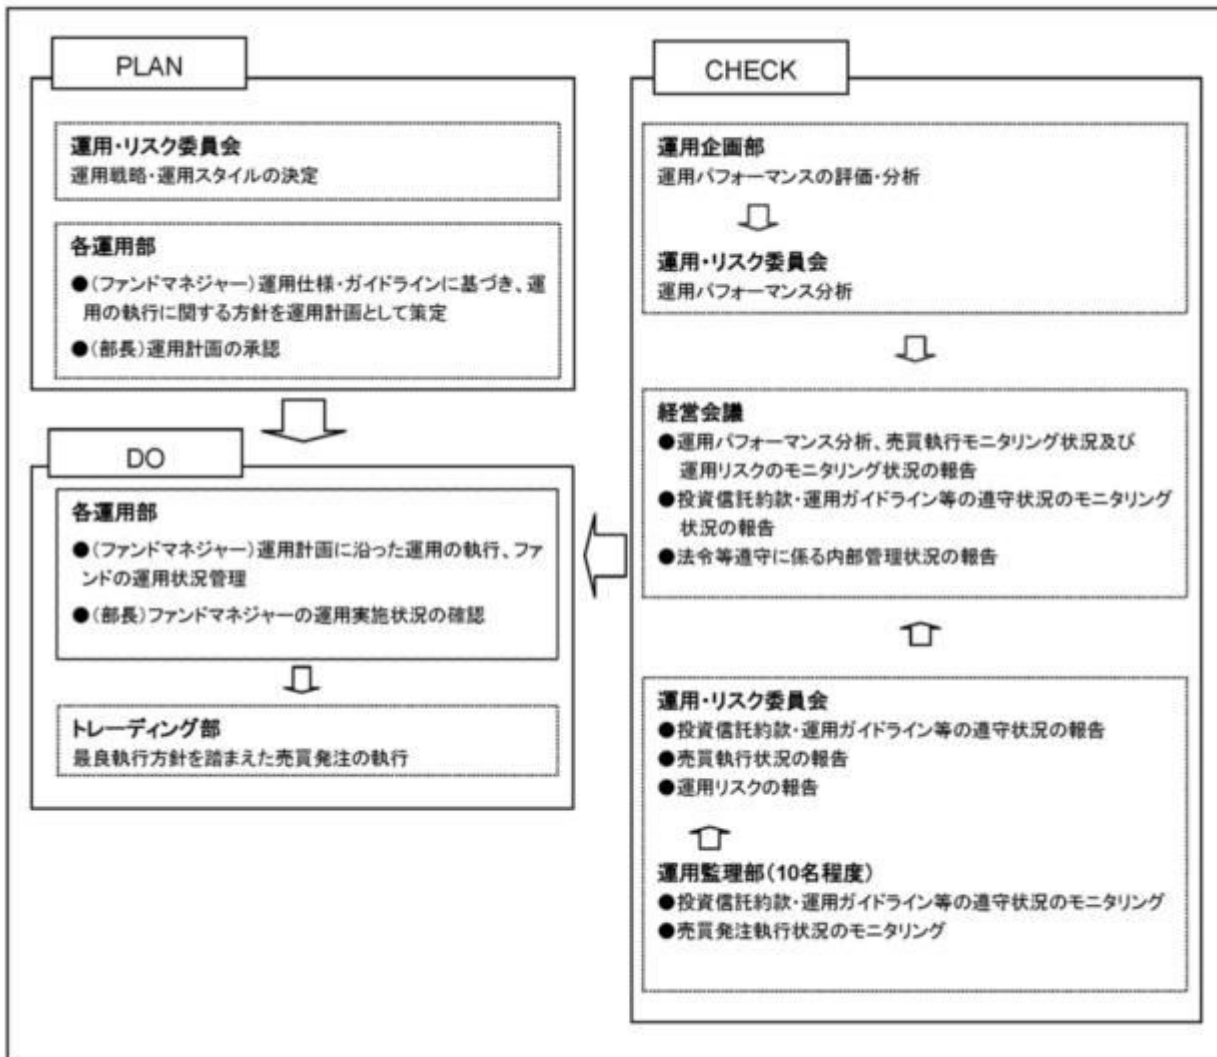 PLAN
運用・リスク委員会
運用戦略・運用スタイルの決定
各運用部
●(ファンドマネジャー)運用仕様・ガイドラインに基づき、運
用の執行に関する方針を運用計画として策定
●(部長)運用計画の承認
DO
各運用部
●(ファンドマネジャー)運用計画に沿った運用の執行、ファ
ンドの運用状況管理
●(部長)ファンドマネジャーの運用実施状況の確認
トレーディング部
最良執行方針を踏まえた売買発注の執行
CHECK
運用企画部
運用パフォーマンスの評価・分析
運用・リスク委員会
運用パフォーマンス分析
経営会議
●運用パフォーマンス分析、売買執行モニタリング状況及び
運用リスクのモニタリング状況の報告
●投資信託約款・運用ガイドライン等の遵守状況のモニタリング
状況の報告
●法令等遵守に係る内部管理状況の報告
運用・リスク委員会
●投資信託約款・運用ガイドライン等の遵守状況の報告
●売買執行状況の報告
●運用リスクの報告
運用監理部(10名程度)
●投資信託約款・運用ガイドライン等の遵守状況のモニタリング
●売買発注執行状況のモニタリング